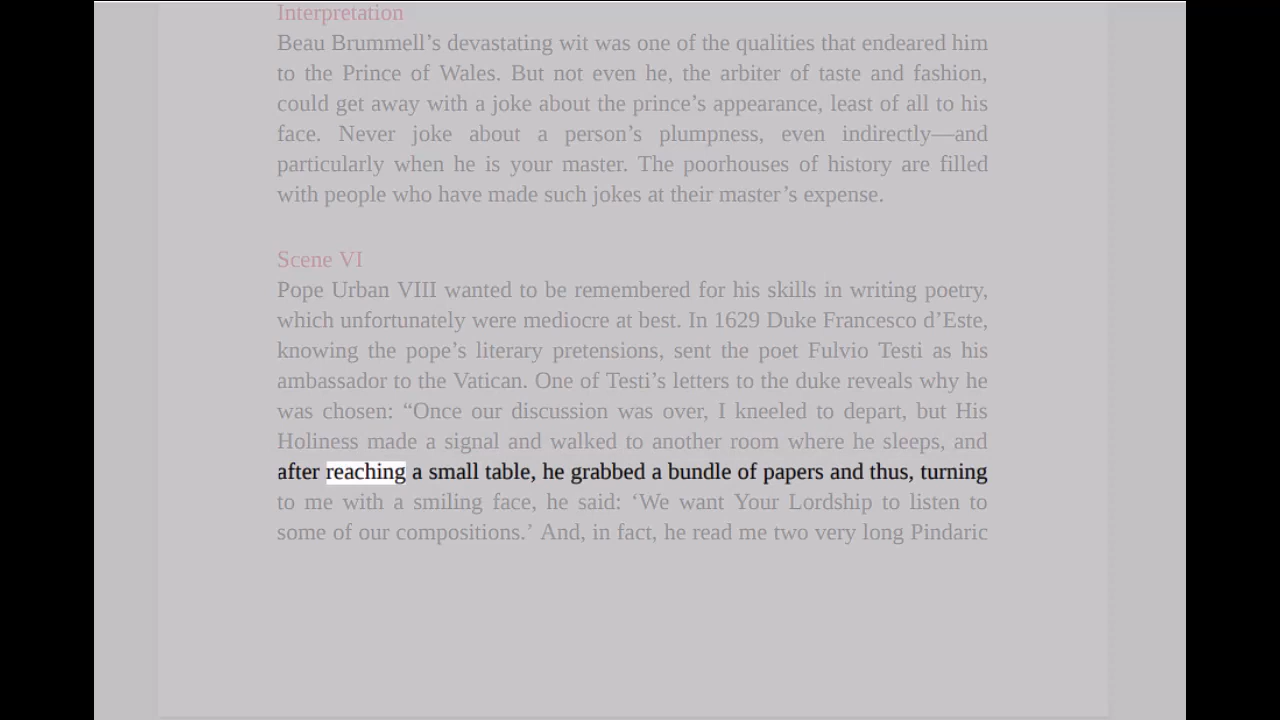 Interpretation
Beau Brummell’s devastating wit was one of the qualities that endeared him
to the Prince of Wales. But not even he, the arbiter of taste and fashion,
could get away with a joke about the prince’s appearance, least of all to his
face. Never joke about a person’s plumpness, even indirectly—and
particularly when he is your master. The poorhouses of history are filled
with people who have made such jokes at their master’s expense.
Scene VI
Pope Urban VIII wanted to be remembered for his skills in writing poetry,
which unfortunately were mediocre at best. In 1629 Duke Francesco d’Este,
knowing the pope’s literary pretensions, sent the poet Fulvio Testi as his
ambassador to the Vatican. One of Testi’s letters to the duke reveals why he
was chosen: “Once our discussion was over, I kneeled to depart, but His
Holiness made a signal and walked to another room where he sleeps, and
after reaching a small table, he grabbed a bundle of papers and thus, turning
to me with a smiling face, he said: ‘We want Your Lordship to listen to
some of our compositions.’ And, in fact, he read me two very long Pindaric